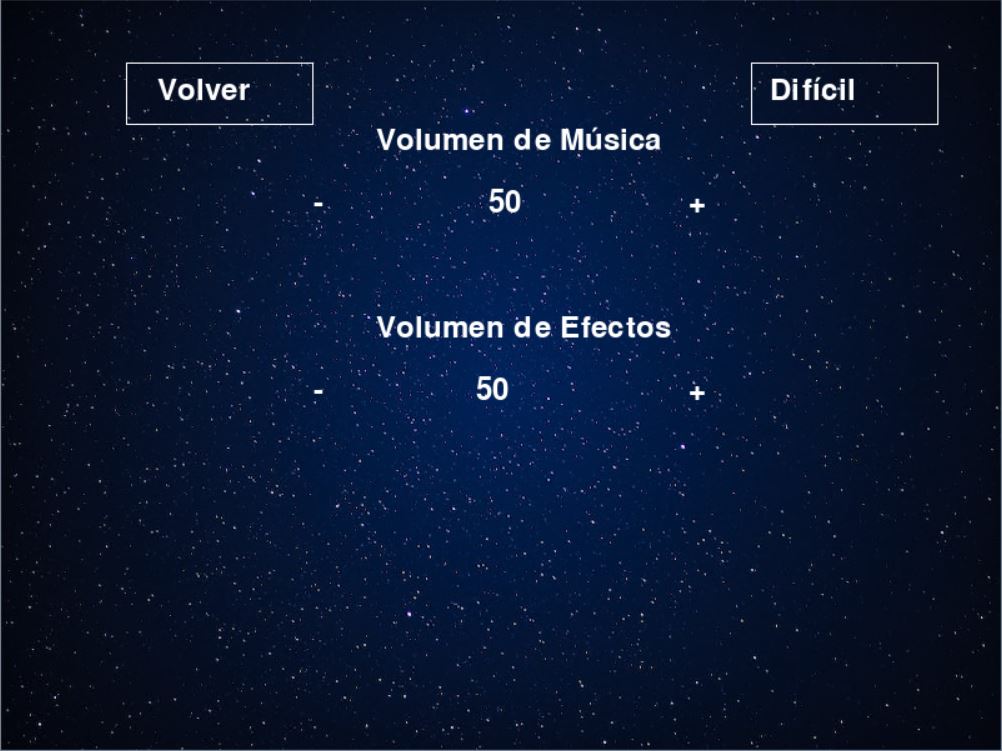 Volver
Difícil
Volumen de Música
- 50 +
Volumen de Efectos
- 50 +